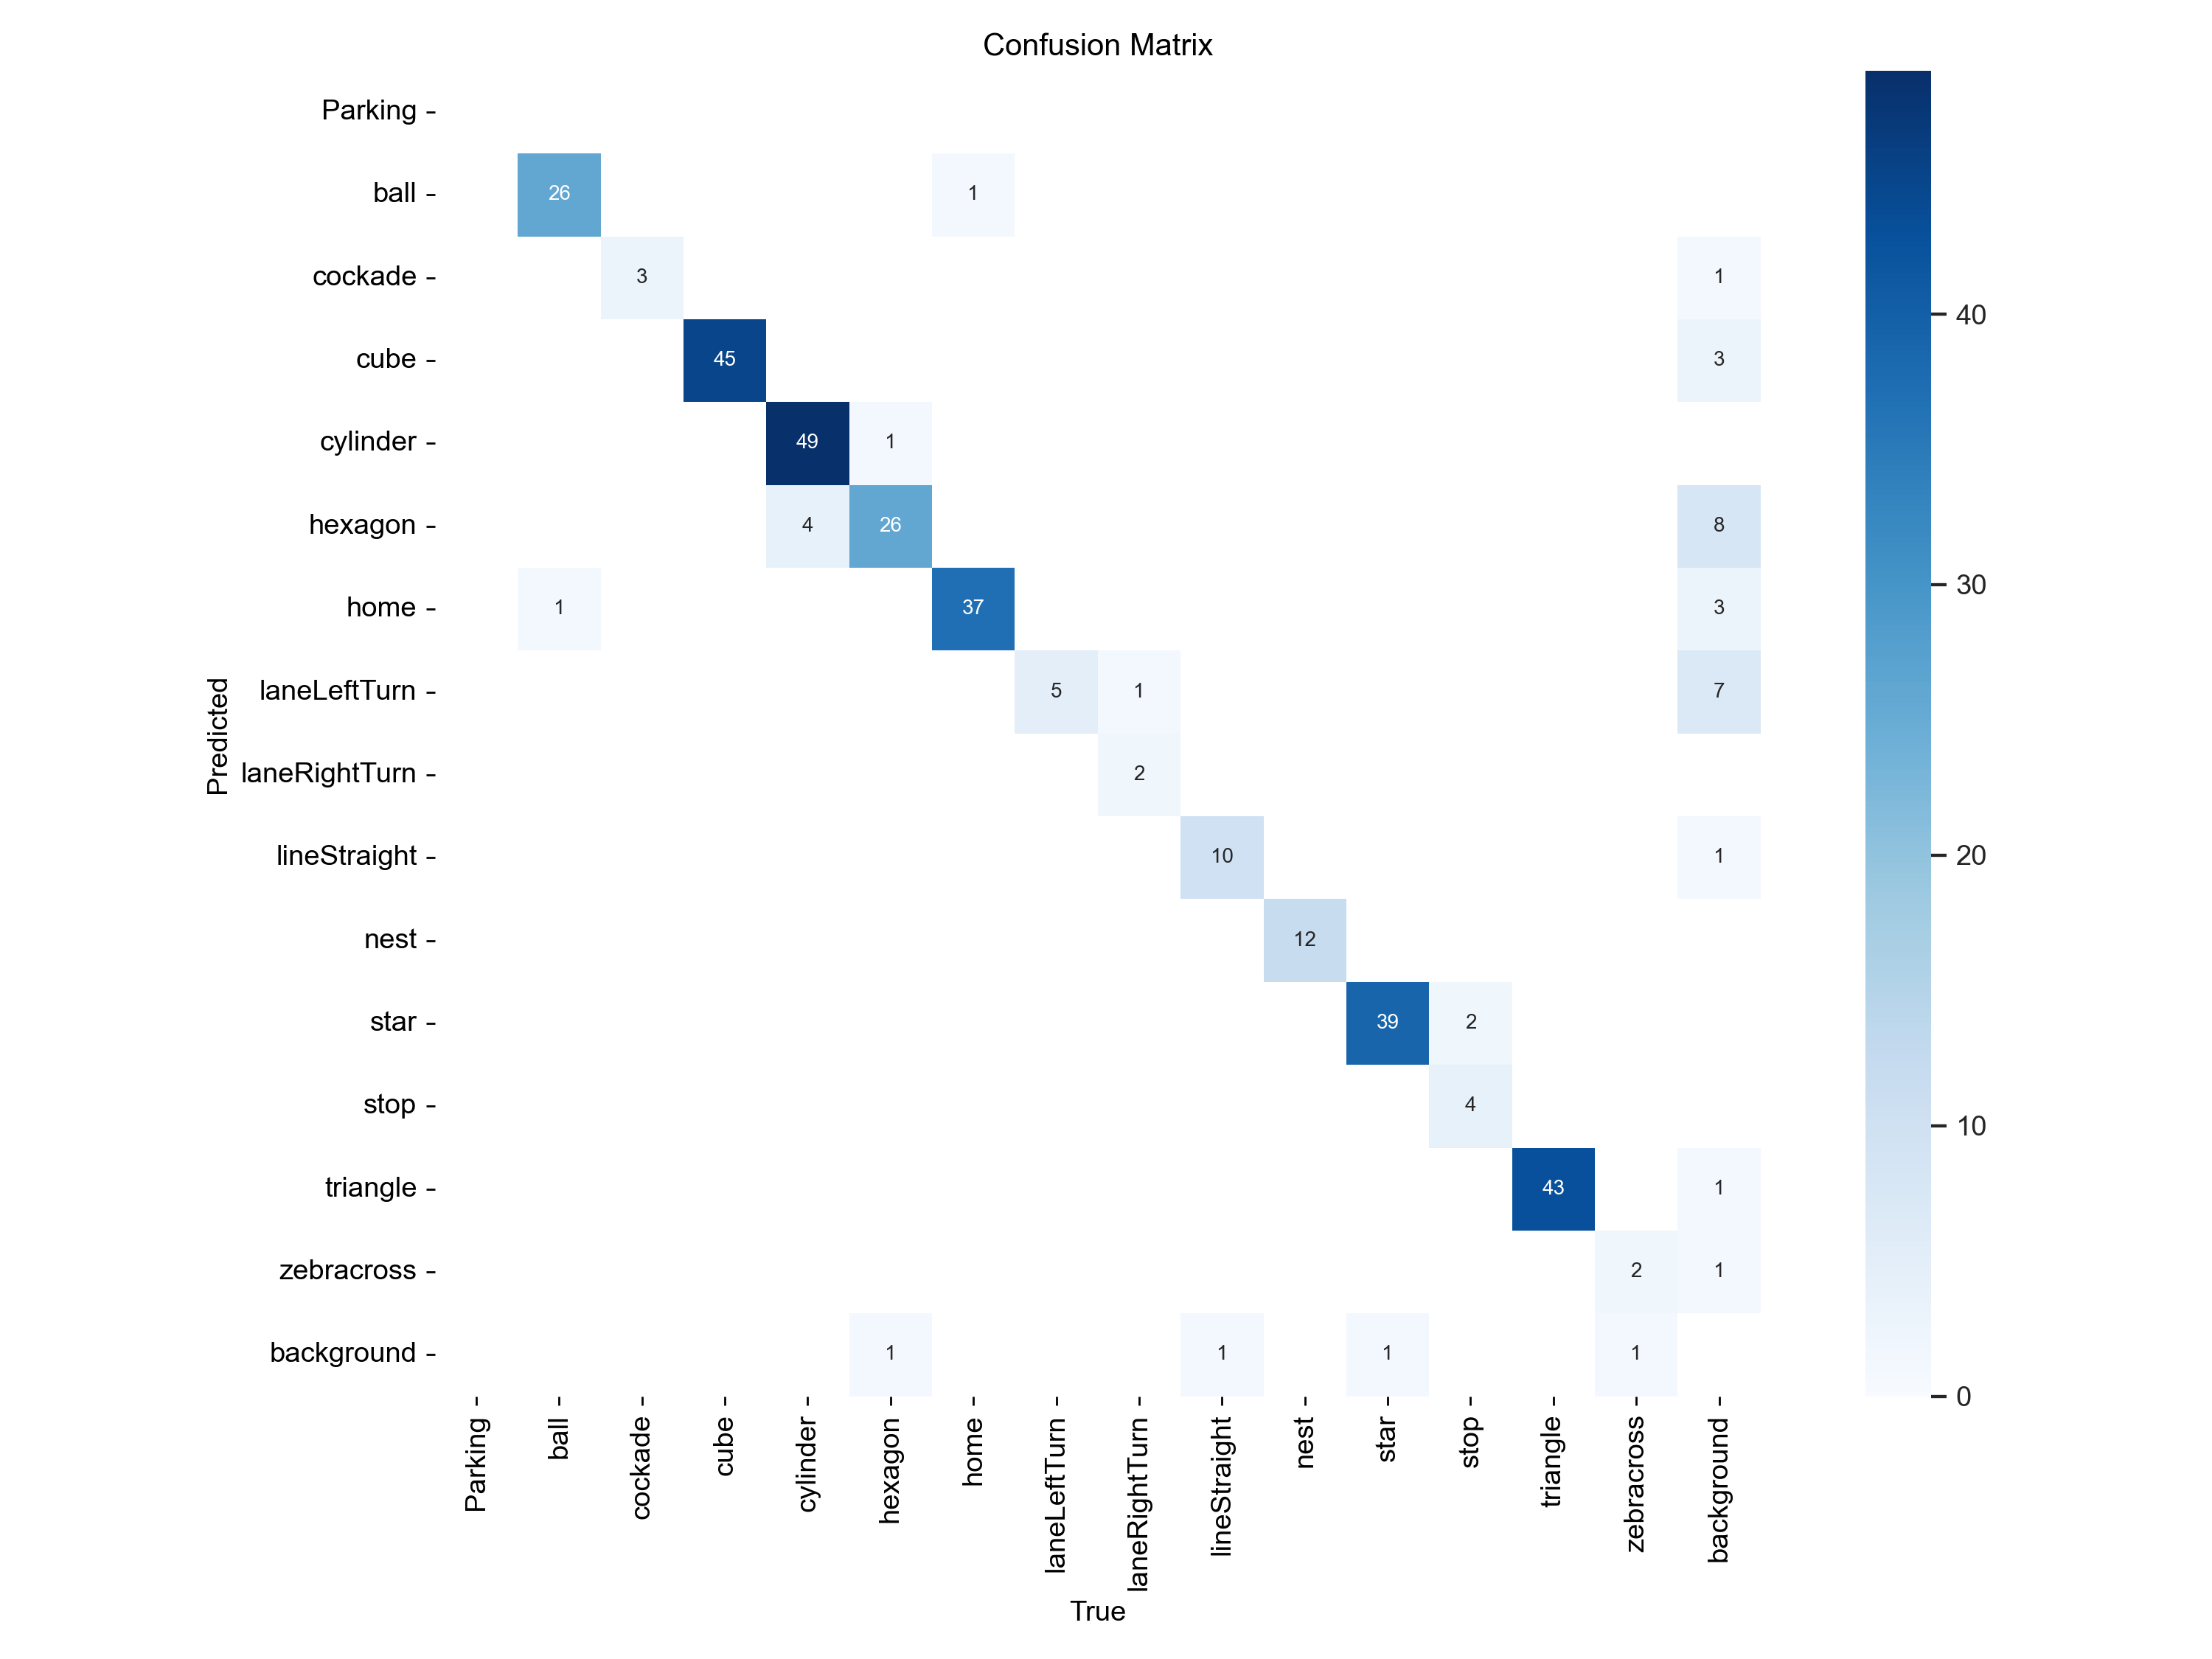 Confusion Matrix
Parking
ball 26 1
cockade 3 1
cube 45 3
40
cylinder 49 1
hexagon 4 26 8
home 1 37 3
30
Predicted
laneLeftTurn 5 1 7
laneRightTurn 2
lineStraight 10 1
20
nest 12
star 39 2
stop 4
10
triangle 43 1
zebracross 2 1
background 1 1 1 1
0
Parking
ball
cockade
cube
cylinder
hexagon
home
laneLeftTurn
laneRightTurn
lineStraight
nest
star
stop
triangle
zebracross
background
True